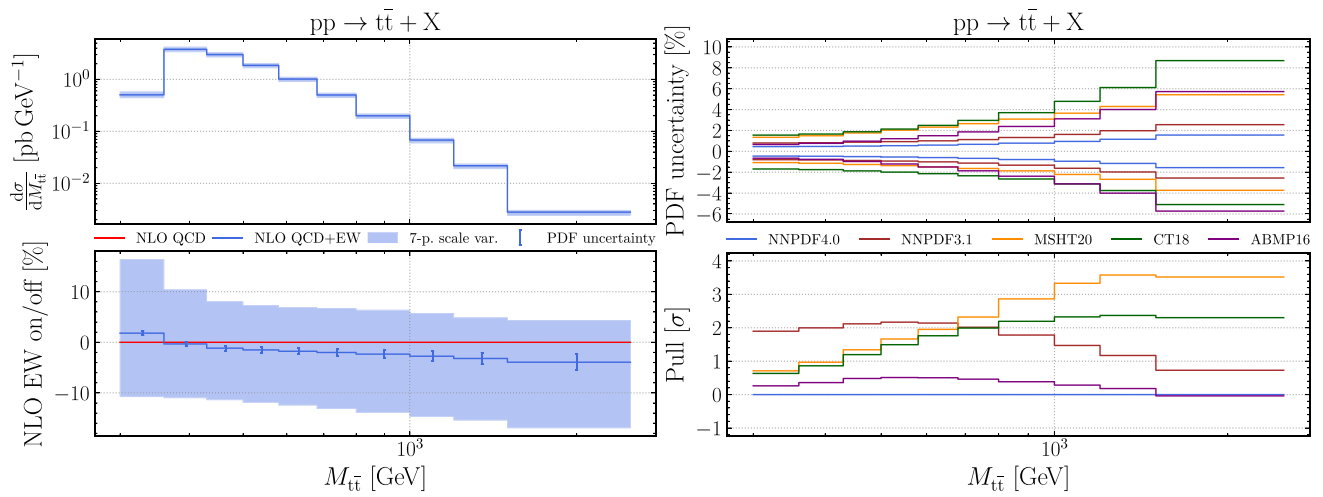 pp → tt̄ + X
dσ/dM_tt̄ [pb GeV⁻¹]
10⁰
10⁻¹
10⁻²
NLO QCD NLO QCD+EW 7-p. scale var. PDF uncertainty
NLO EW on/off [%]
10
0
−10
10³
M_tt̄ [GeV]
pp → tt̄ + X
PDF uncertainty [%]
10
8
6
4
2
0
−2
−4
−6
NNPDF4.0 NNPDF3.1 MSHT20 CT18 ABMP16
Pull [σ]
4
3
2
1
0
−1
10³
M_tt̄ [GeV]